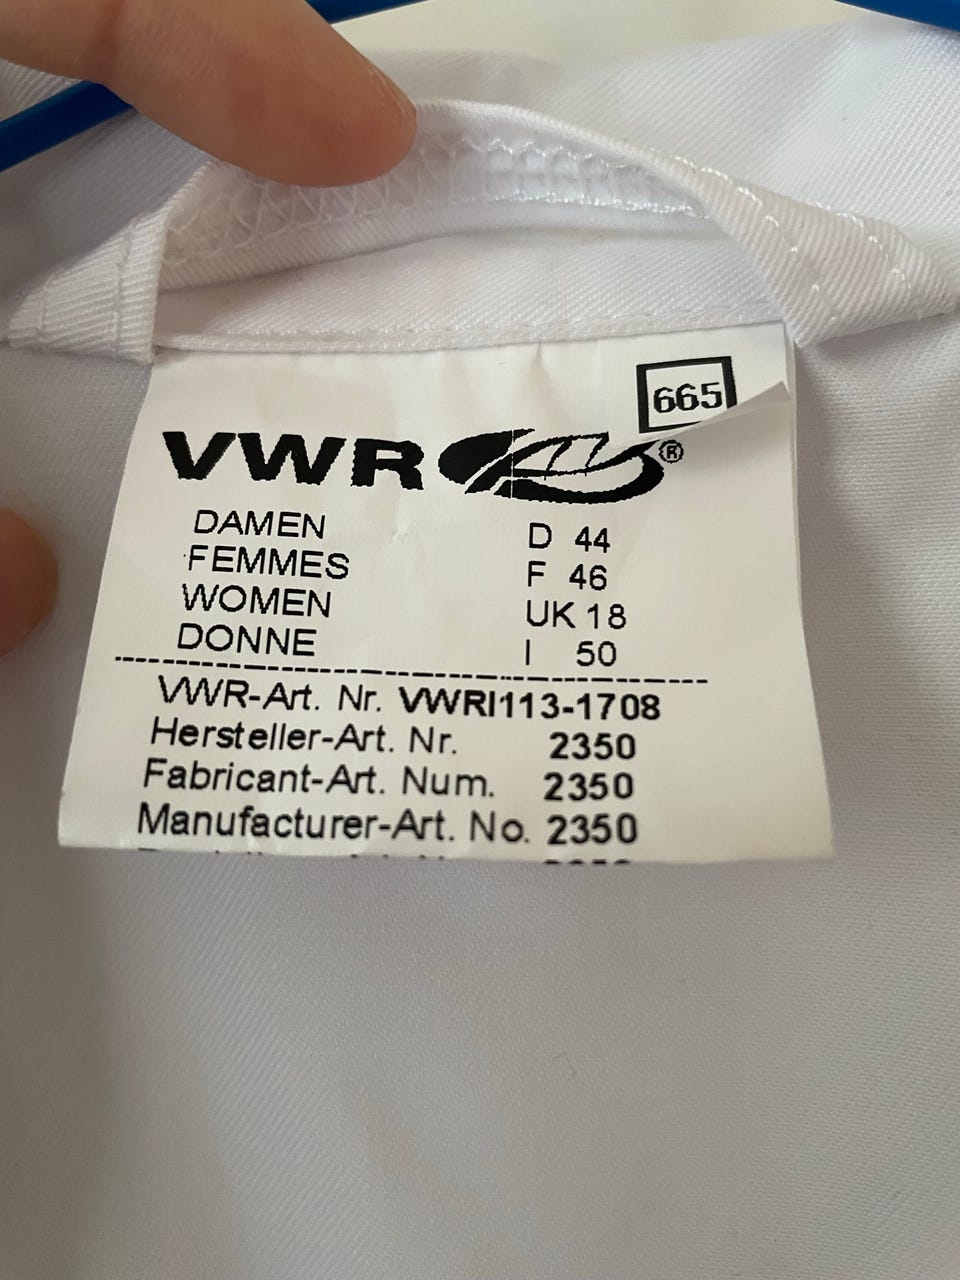 665
VWR®
DAMEN D 44
FEMMES F 46
WOMEN UK 18
DONNE I 50
VWR-Art. Nr. VWRI113-1708
Hersteller-Art. Nr. 2350
Fabricant-Art. Num. 2350
Manufacturer-Art. No. 2350